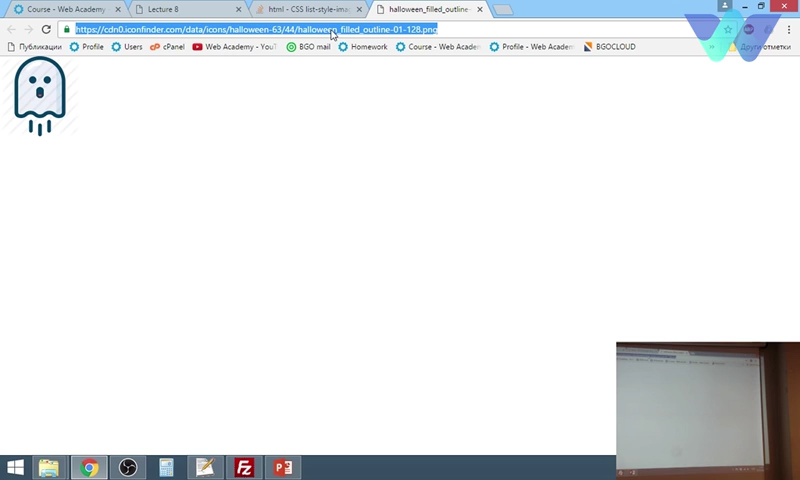 Course - Web Academy
Lecture 8
html - CSS list-style-ima
halloween_filled_outline-
https://cdn0.iconfinder.com/data/icons/halloween-63/44/halloween_filled_outline-01-128.png
Публикации Profile Users cPanel Web Academy - YouT BGO mail Homework Course - Web Academ Profile - Web Academ BGOCLOUD Други отметки